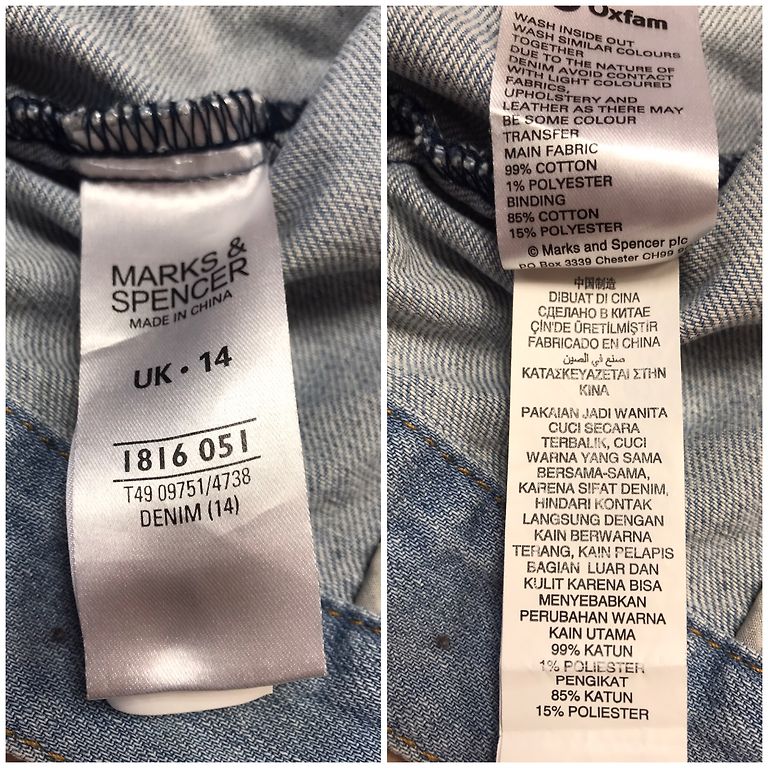 MARKS &
SPENCER
MADE IN CHINA
UK • 14
1816 051
T49 09751/4738
DENIM (14)
Oxfam
WASH INSIDE OUT
WASH SIMILAR COLOURS
TOGETHER
DUE TO THE NATURE OF
DENIM AVOID CONTACT
WITH LIGHT COLOURED
FABRICS,
UPHOLSTERY AND
LEATHER AS THERE MAY
BE SOME COLOUR
TRANSFER
MAIN FABRIC
99% COTTON
1% POLYESTER
BINDING
85% COTTON
15% POLYESTER
© Marks and Spencer plc
PO Box 3339 Chester CH99
中国制造
DIBUAT DI CINA
СДЕЛАНО В КИТАЕ
ÇİN'DE ÜRETİLMİŞTİR
FABRICADO EN CHINA
صنع في الصين
ΚΑΤΑΣΚΕΥΑΖΕΤΑΙ ΣΤΗΝ
ΚΙΝΑ
PAKAIAN JADI WANITA
CUCI SECARA
TERBALIK, CUCI
WARNA YANG SAMA
BERSAMA-SAMA,
KARENA SIFAT DENIM,
HINDARI KONTAK
LANGSUNG DENGAN
KAIN BERWARNA
TERANG, KAIN PELAPIS
BAGIAN LUAR DAN
KULIT KARENA BISA
MENYEBABKAN
PERUBAHAN WARNA
KAIN UTAMA
99% KATUN
1% POLIESTER
PENGIKAT
85% KATUN
15% POLIESTER